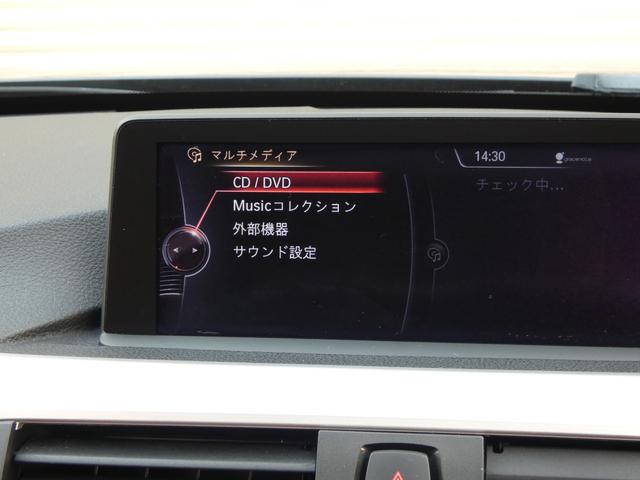 マルチメディア
14:30
gracenote
CD / DVD
チェック中...
Musicコレクション
外部機器
サウンド設定